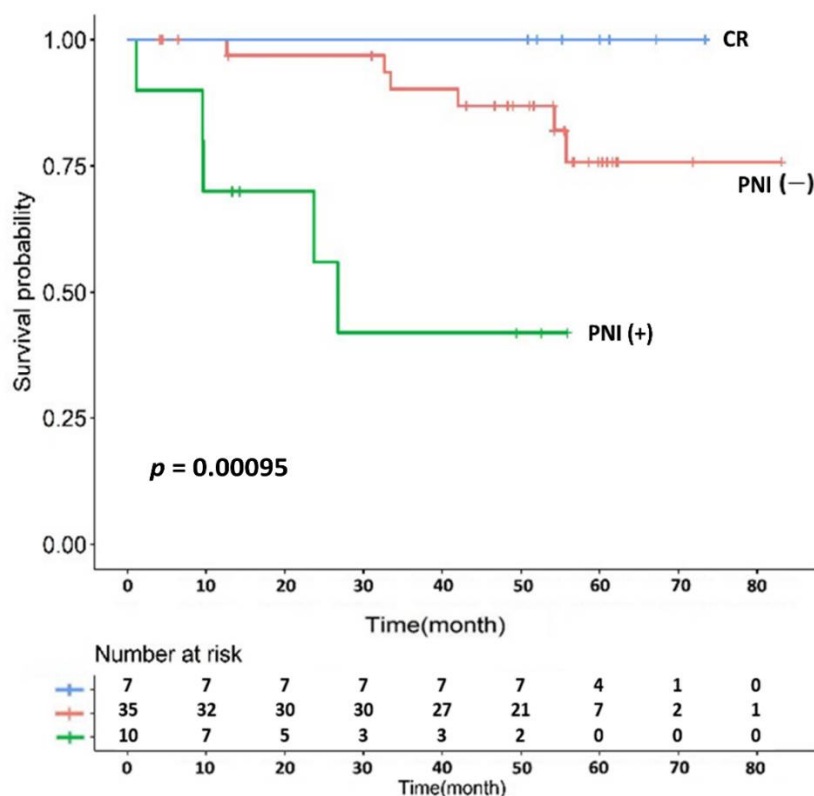 1.00
0.75
0.50
0.25
0.00
Survival probability
CR
PNI (—)
PNI (+)
p = 0.00095
0 10 20 30 40 50 60 70 80
Time(month)
Number at risk
7 7 7 7 7 7 4 1 0
35 32 30 30 27 21 7 2 1
10 7 5 3 3 2 0 0 0
0 10 20 30 40 50 60 70 80
Time(month)